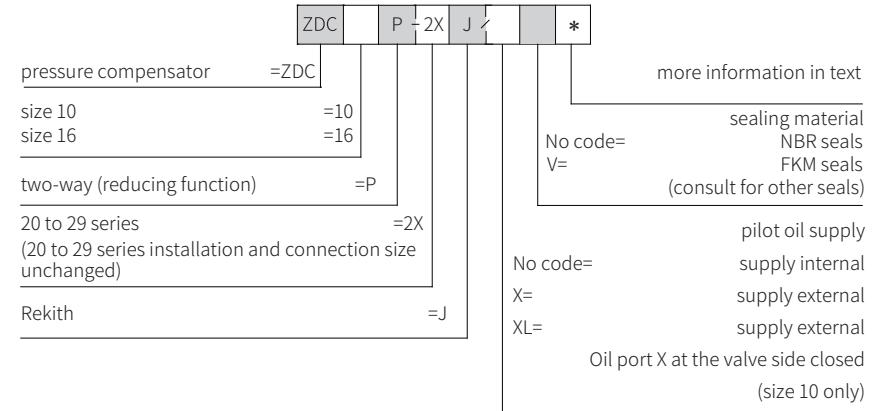 ZDC P - 2X J / *
pressure compensator =ZDC
size 10 =10
size 16 =16
two-way (reducing function) =P
20 to 29 series =2X
(20 to 29 series installation and connection size
unchanged)
Rekith =J
more information in text
sealing material
No code= NBR seals
V= FKM seals
(consult for other seals)
pilot oil supply
No code= supply internal
X= supply external
XL= supply external
Oil port X at the valve side closed
(size 10 only)